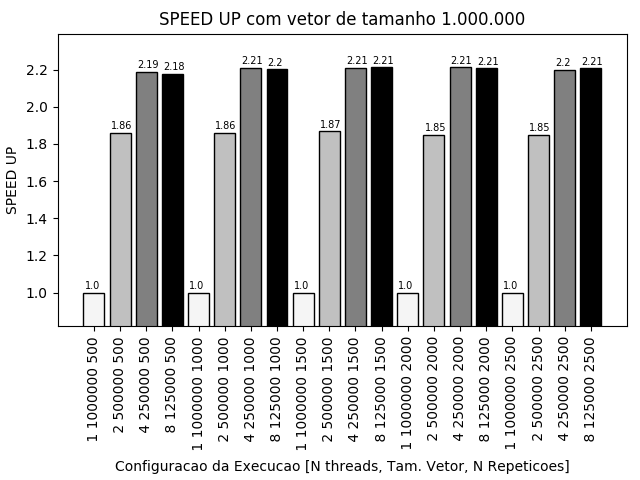 SPEED UP com vetor de tamanho 1.000.000
SPEED UP
2.2
2.0
1.8
1.6
1.4
1.2
1.0
1.0
1.86
2.19
2.18
1.0
1.86
2.21
2.2
1.0
1.87
2.21
2.21
1.0
1.85
2.21
2.21
1.0
1.85
2.2
2.21
1 1000000 500
2 500000 500
4 250000 500
8 125000 500
1 1000000 1000
2 500000 1000
4 250000 1000
8 125000 1000
1 1000000 1500
2 500000 1500
4 250000 1500
8 125000 1500
1 1000000 2000
2 500000 2000
4 250000 2000
8 125000 2000
1 1000000 2500
2 500000 2500
4 250000 2500
8 125000 2500
Configuracao da Execucao [N threads, Tam. Vetor, N Repeticoes]